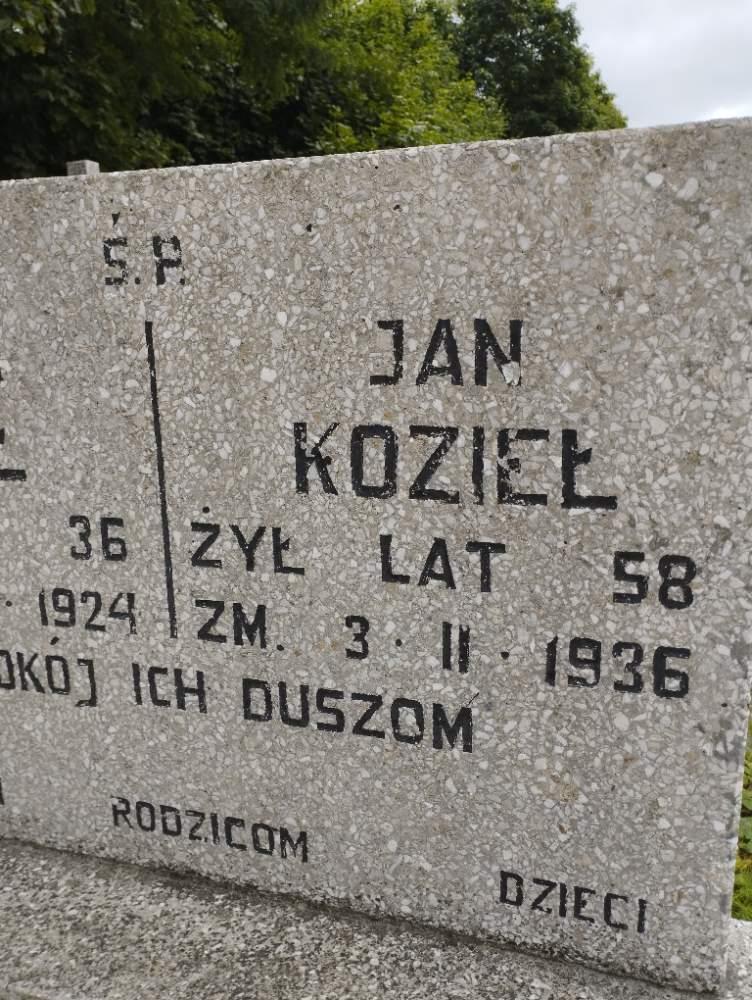 Ś.P.
JAN
KOZIEŁ
36 ŻYŁ LAT 58
1924 ZM. 3 · II · 1936
ICH DUSZOM
RODZICOM
DZIECI